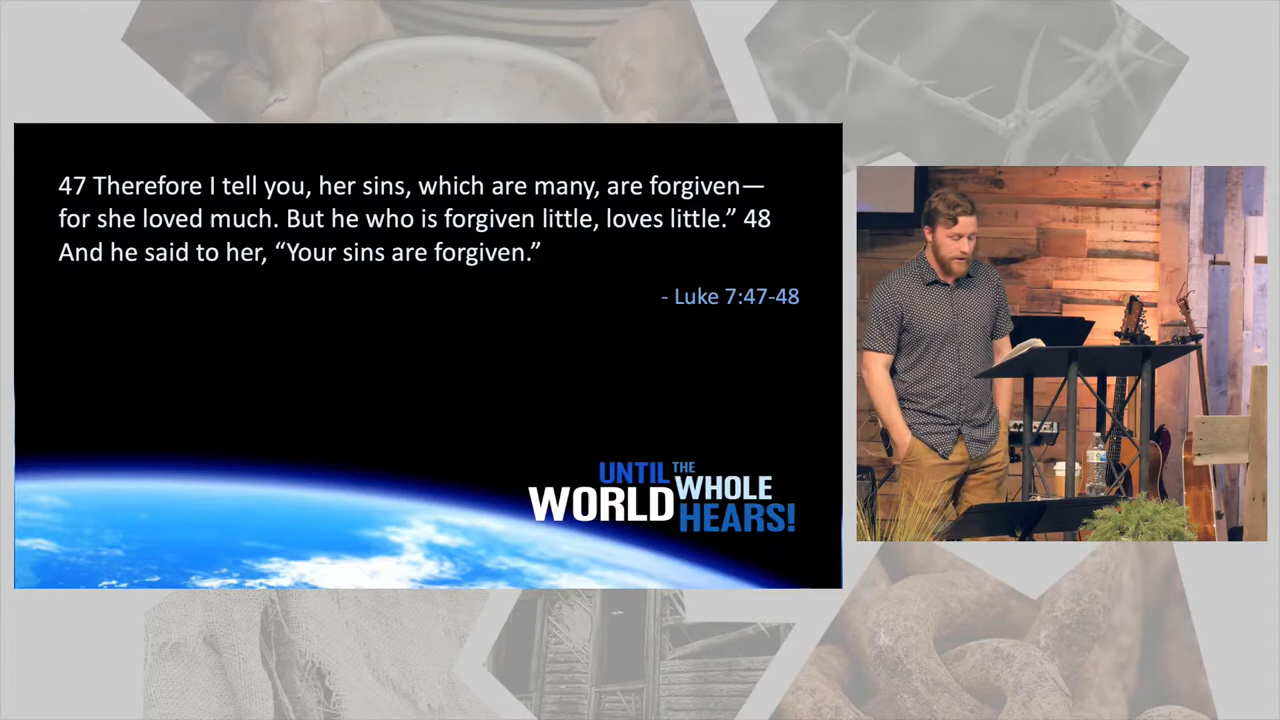 47 Therefore I tell you, her sins, which are many, are forgiven—
for she loved much. But he who is forgiven little, loves little.” 48
And he said to her, “Your sins are forgiven.”
- Luke 7:47-48
UNTIL THE
WORLD WHOLE
HEARS!